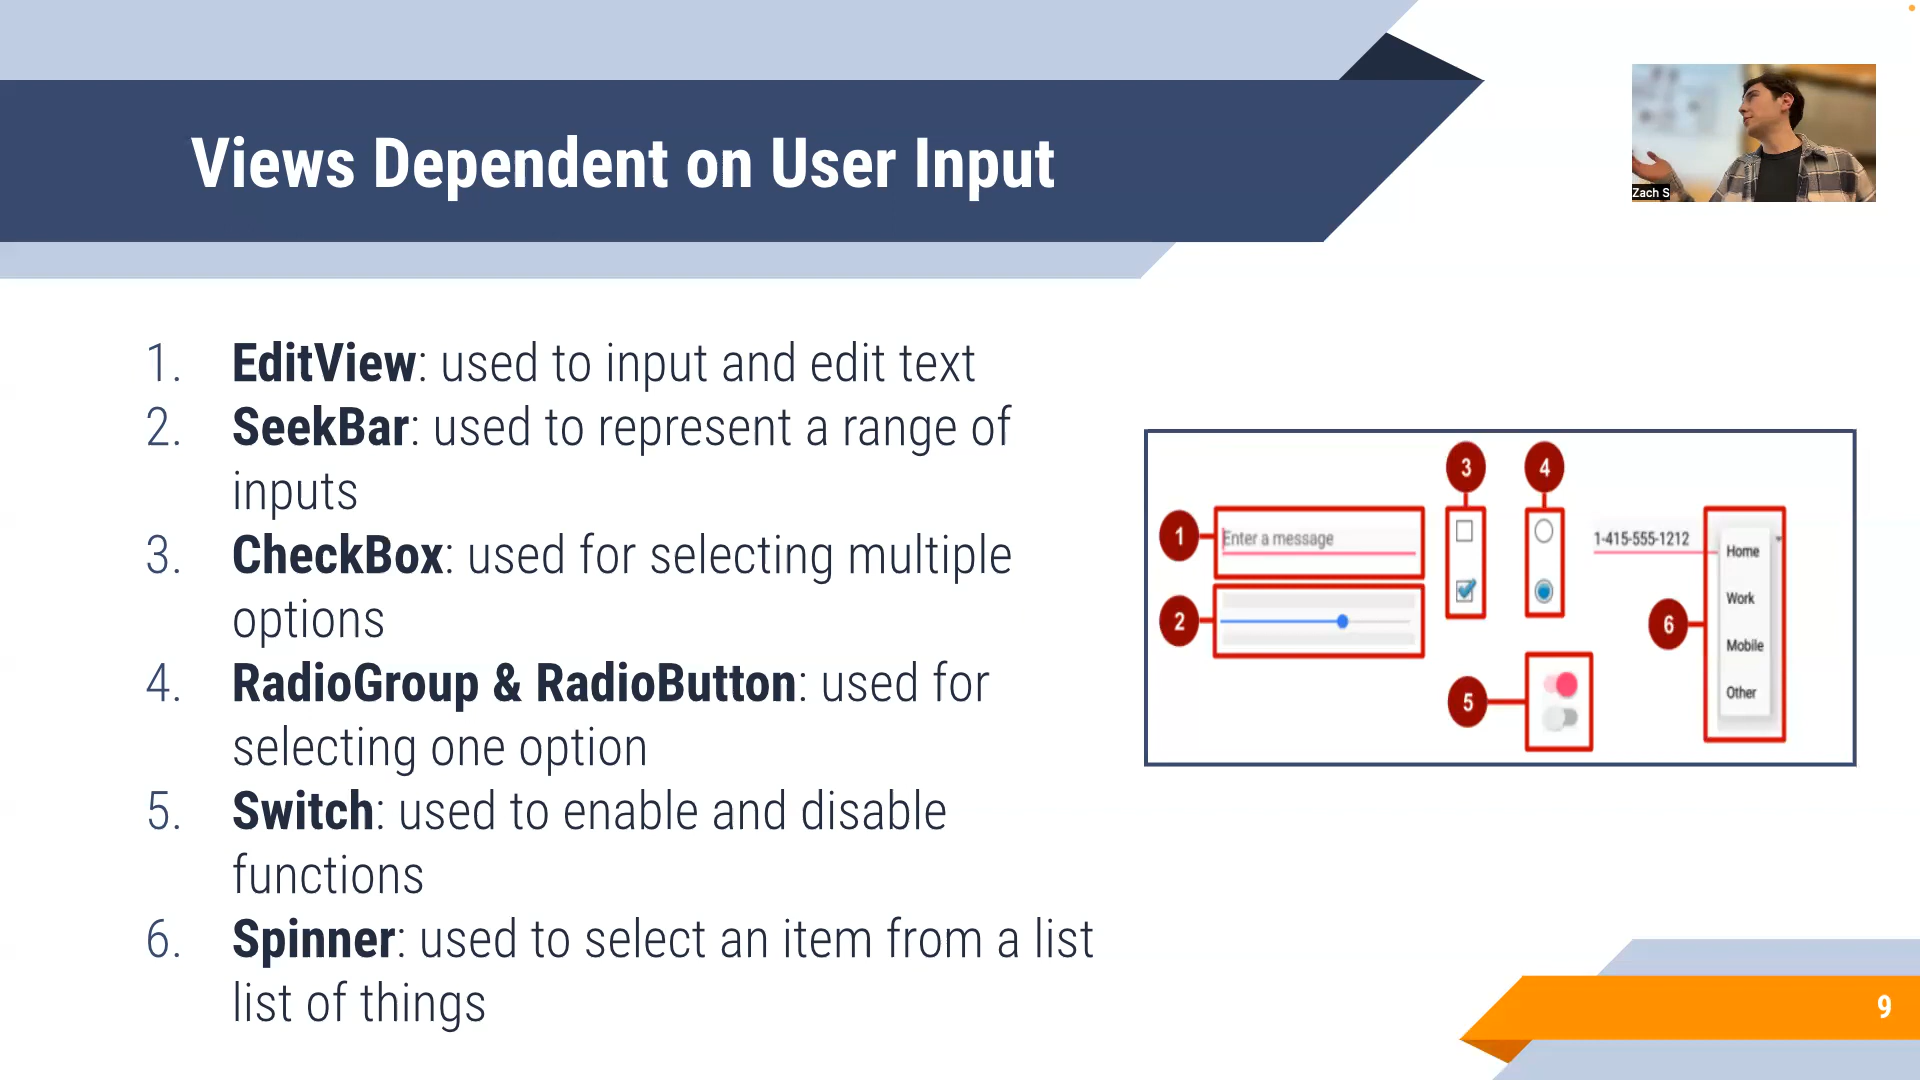 Views Dependent on User Input
Zach S
1. EditView: used to input and edit text
2. SeekBar: used to represent a range of
inputs
3. CheckBox: used for selecting multiple
options
4. RadioGroup & RadioButton: used for
selecting one option
5. Switch: used to enable and disable
functions
6. Spinner: used to select an item from a list
list of things
3
4
1
Enter a message
1-415-555-1212
Home
Work
2
6
Mobile
5
Other
9